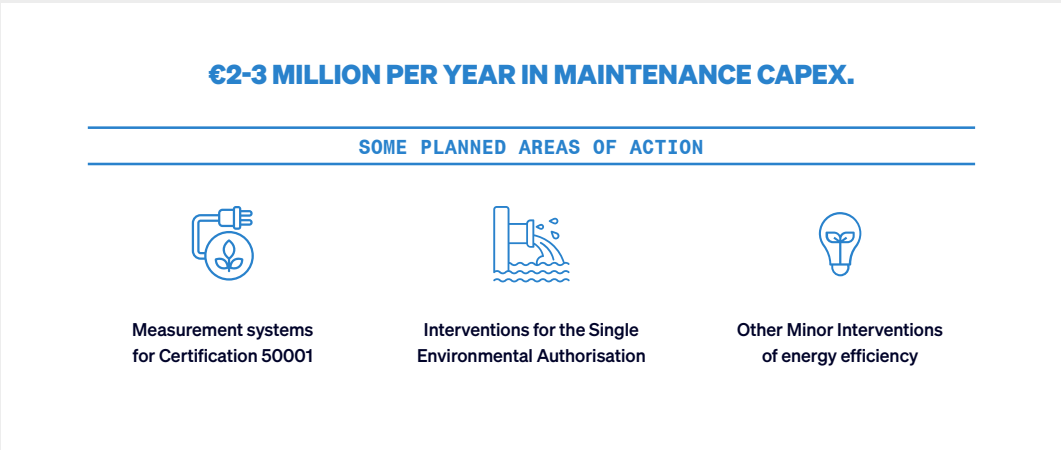 €2-3 MILLION PER YEAR IN MAINTENANCE CAPEX.
SOME PLANNED AREAS OF ACTION
Measurement systems
for Certification 50001
Interventions for the Single
Environmental Authorisation
Other Minor Interventions
of energy efficiency